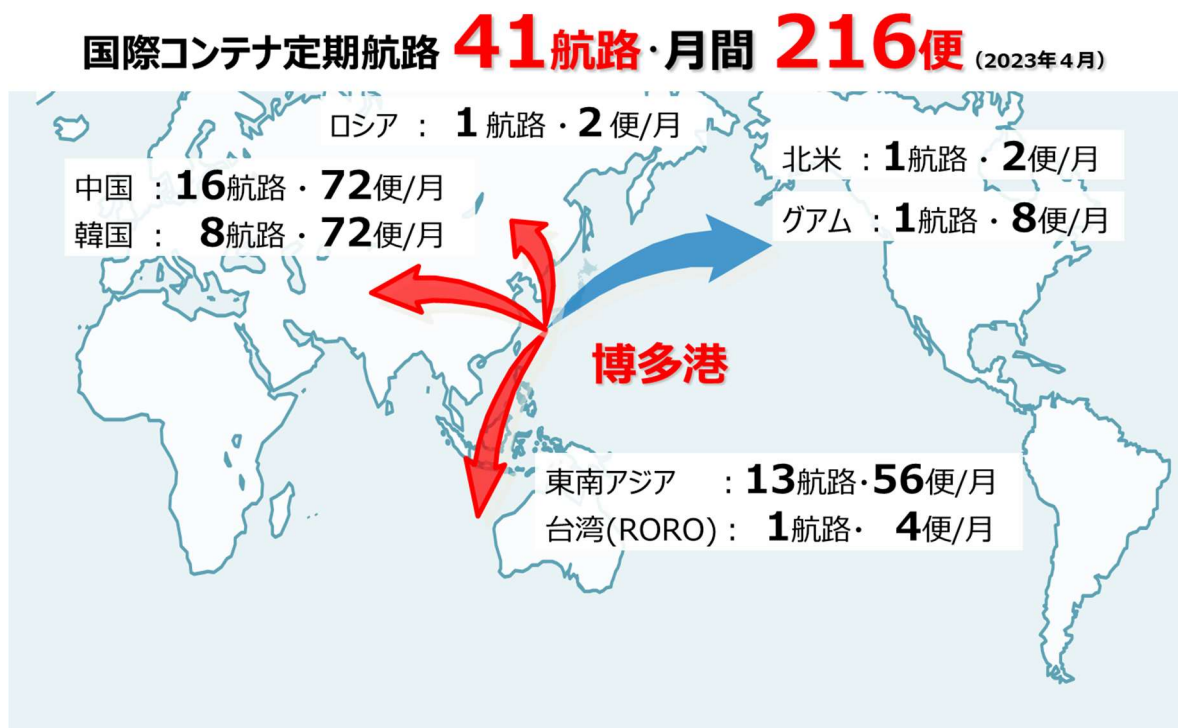 国際コンテナ定期航路 41航路・月間 216便 (2023年4月)
ロシア : 1航路・2便/月
中国 :16航路・72便/月
韓国 : 8航路・72便/月
北米 :1航路・2便/月
グアム :1航路・8便/月
博多港
東南アジア :13航路・56便/月
台湾(RORO): 1航路・ 4便/月